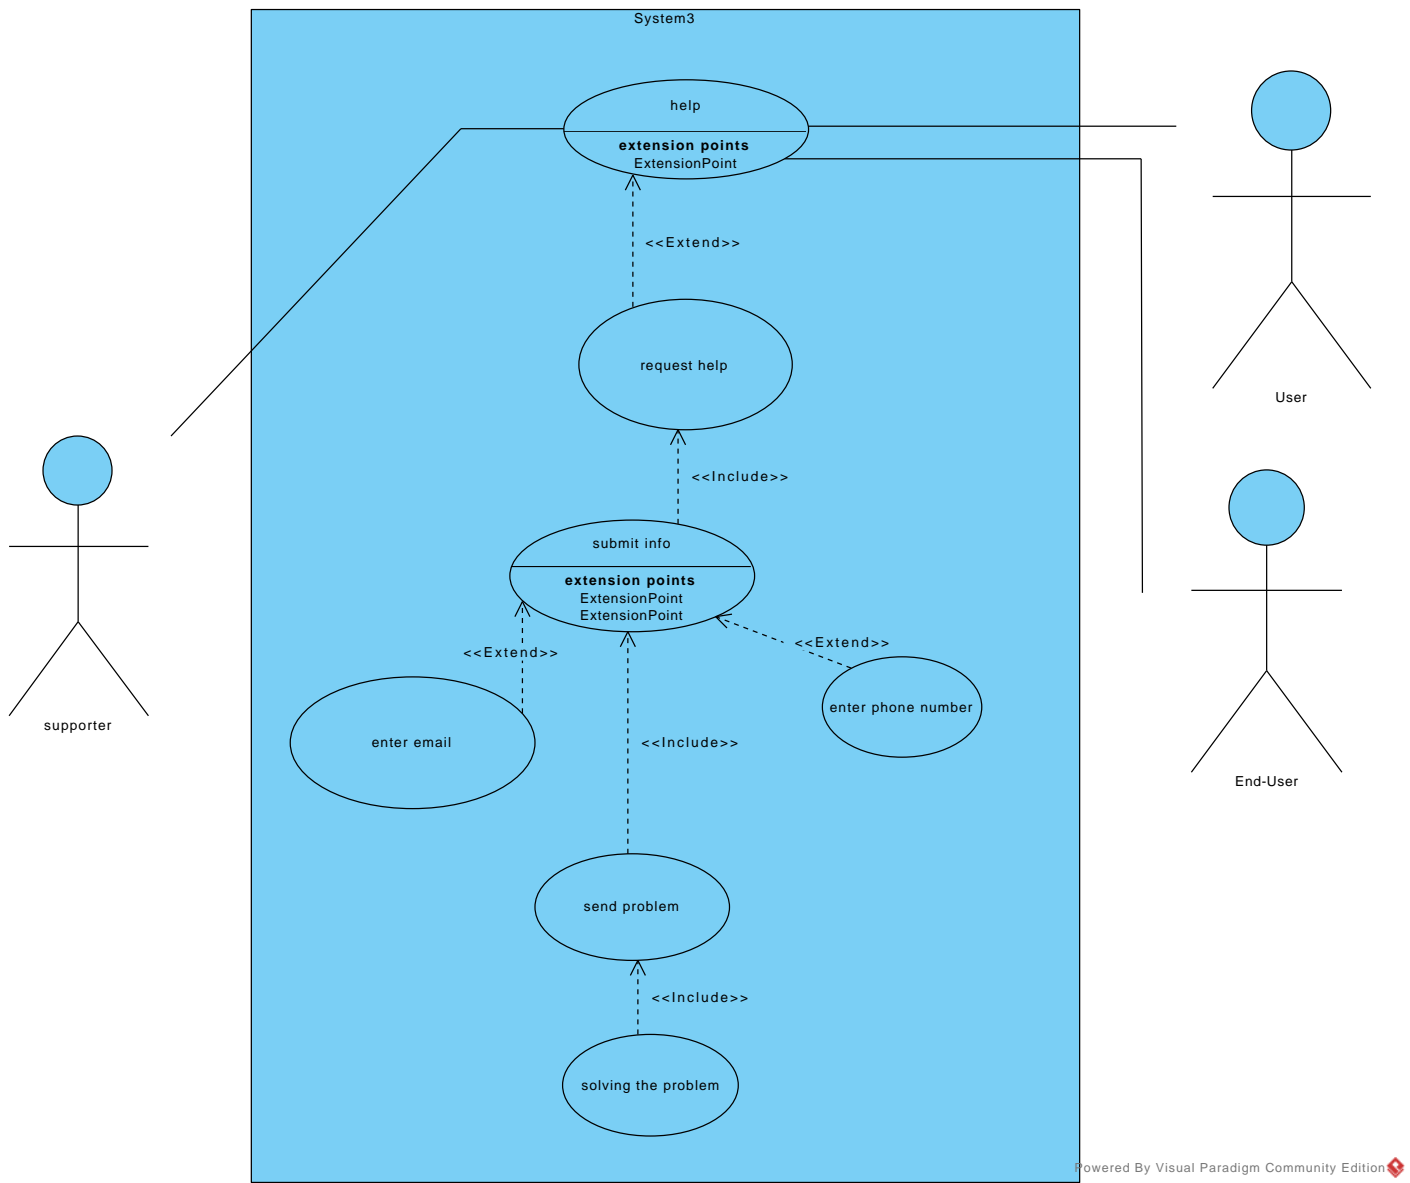 System3
help
extension points
ExtensionPoint
<<Extend>>
request help
User
<<Include>>
submit info
extension points
ExtensionPoint
ExtensionPoint
<<Extend>>
<<Extend>>
enter phone number
supporter
enter email
<<Include>>
End-User
send problem
<<Include>>
solving the problem
Powered By Visual Paradigm Community Edition